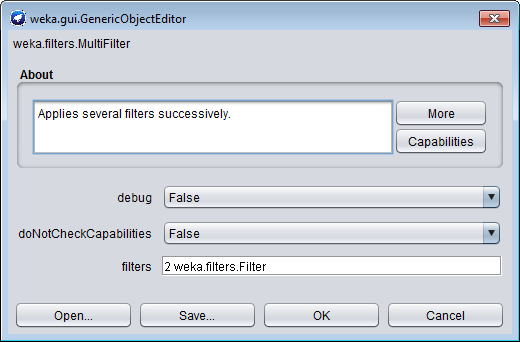 weka.gui.GenericObjectEditor
weka.filters.MultiFilter
About
Applies several filters successively.
More
Capabilities
debug False
doNotCheckCapabilities False
filters 2 weka.filters.Filter
Open... Save... OK Cancel